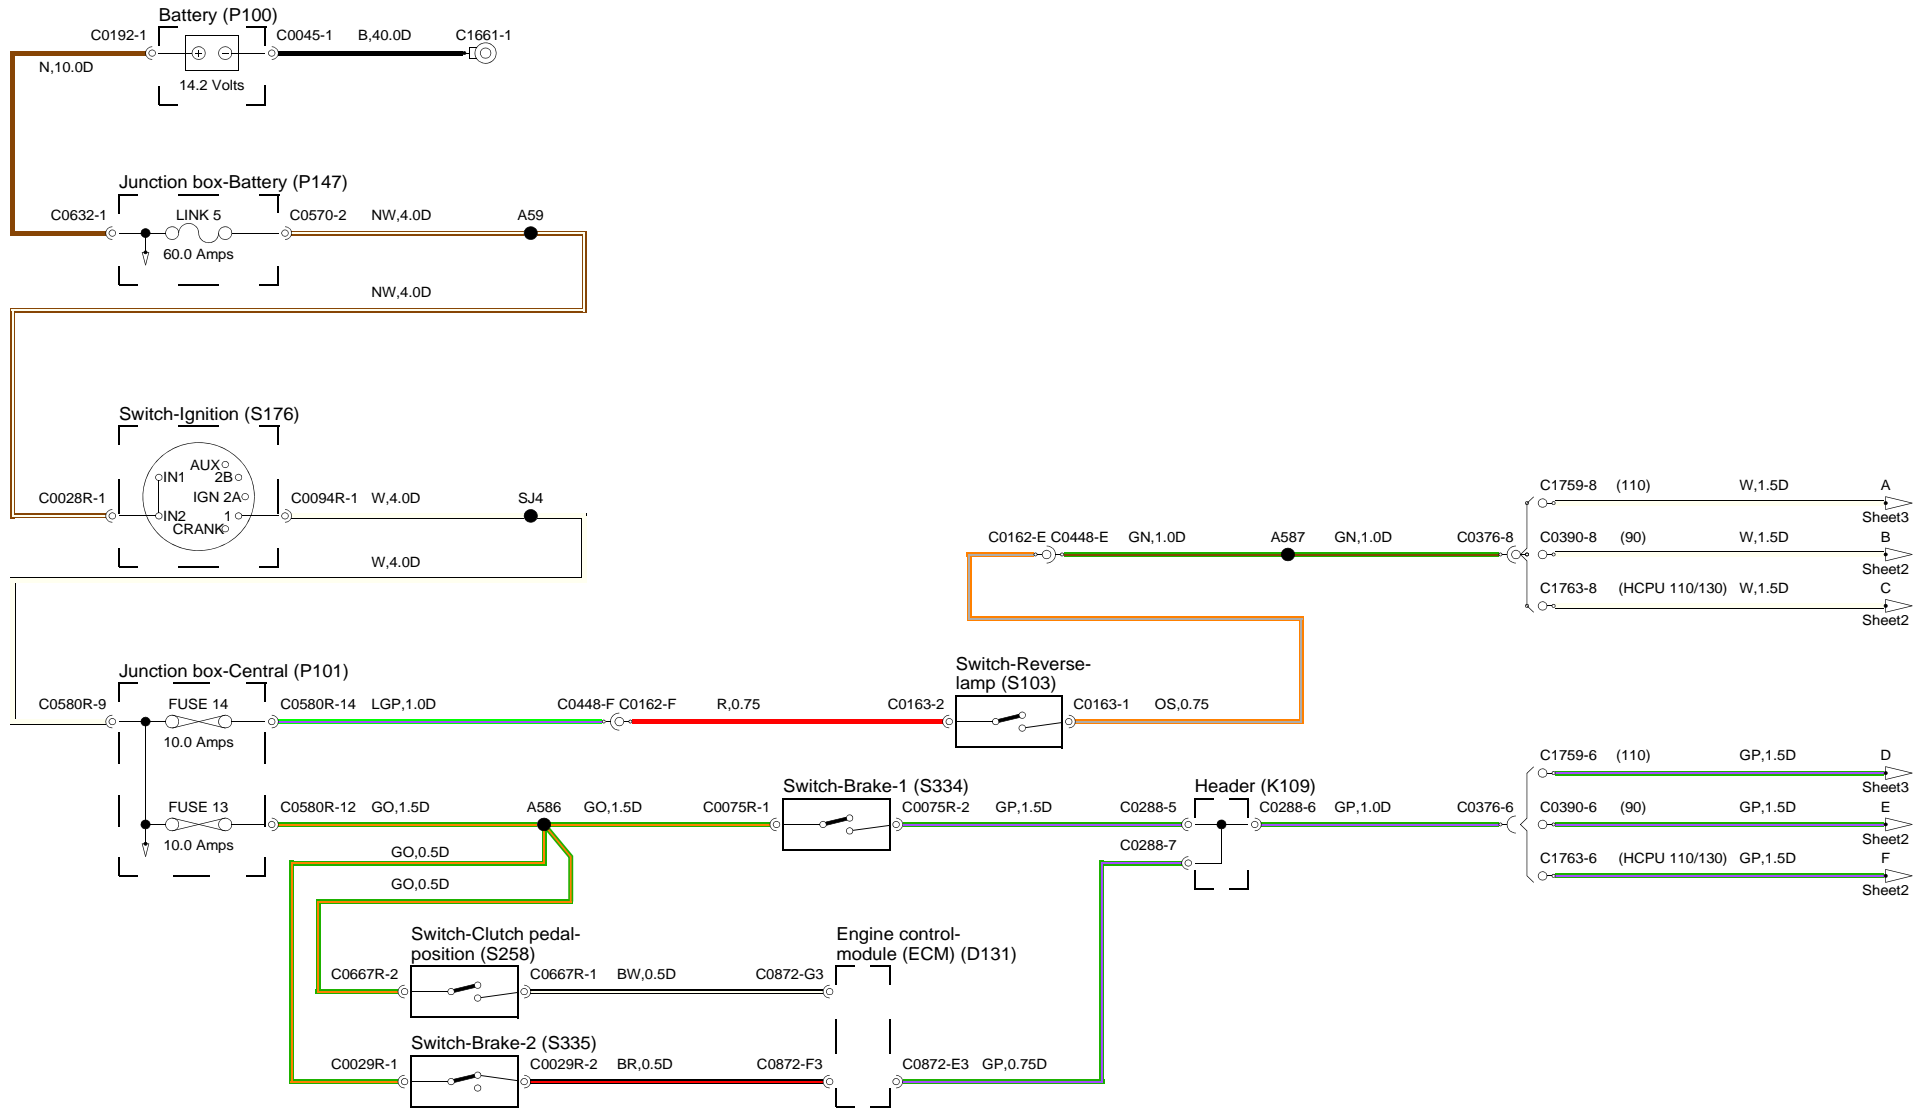 Battery (P100)
C0192-1
C0045-1
B,40.0D
C1661-1
N,10.0D
14.2 Volts
Junction box-Battery (P147)
C0632-1
LINK 5
C0570-2
NW,4.0D
A59
60.0 Amps
NW,4.0D
Switch-Ignition (S176)
AUX
IN1
2B
C0028R-1
IGN 2A
C0094R-1
W,4.0D
SJ4
IN2
1
CRANK
W,4.0D
C1759-8
(110)
W,1.5D
A
Sheet3
C0162-E
C0448-E
GN,1.0D
A587
GN,1.0D
C0376-8
C0390-8
(90)
W,1.5D
B
Sheet2
C1763-8
(HCPU 110/130)
W,1.5D
C
Sheet2
Junction box-Central (P101)
Switch-Reverse-
lamp (S103)
C0580R-9
FUSE 14
C0580R-14
LGP,1.0D
C0448-F
C0162-F
R,0.75
C0163-2
C0163-1
OS,0.75
10.0 Amps
C1759-6
(110)
GP,1.5D
D
Sheet3
Switch-Brake-1 (S334)
Header (K109)
FUSE 13
C0580R-12
GO,1.5D
A586
GO,1.5D
C0075R-1
C0075R-2
GP,1.5D
C0288-5
C0288-6
GP,1.0D
C0376-6
C0390-6
(90)
GP,1.5D
E
Sheet2
10.0 Amps
GO,0.5D
C0288-7
C1763-6
(HCPU 110/130)
GP,1.5D
F
Sheet2
GO,0.5D
Switch-Clutch pedal-
position (S258)
Engine control-
module (ECM) (D131)
C0667R-2
C0667R-1
BW,0.5D
C0872-G3
Switch-Brake-2 (S335)
C0029R-1
C0029R-2
BR,0.5D
C0872-F3
C0872-E3
GP,0.75D